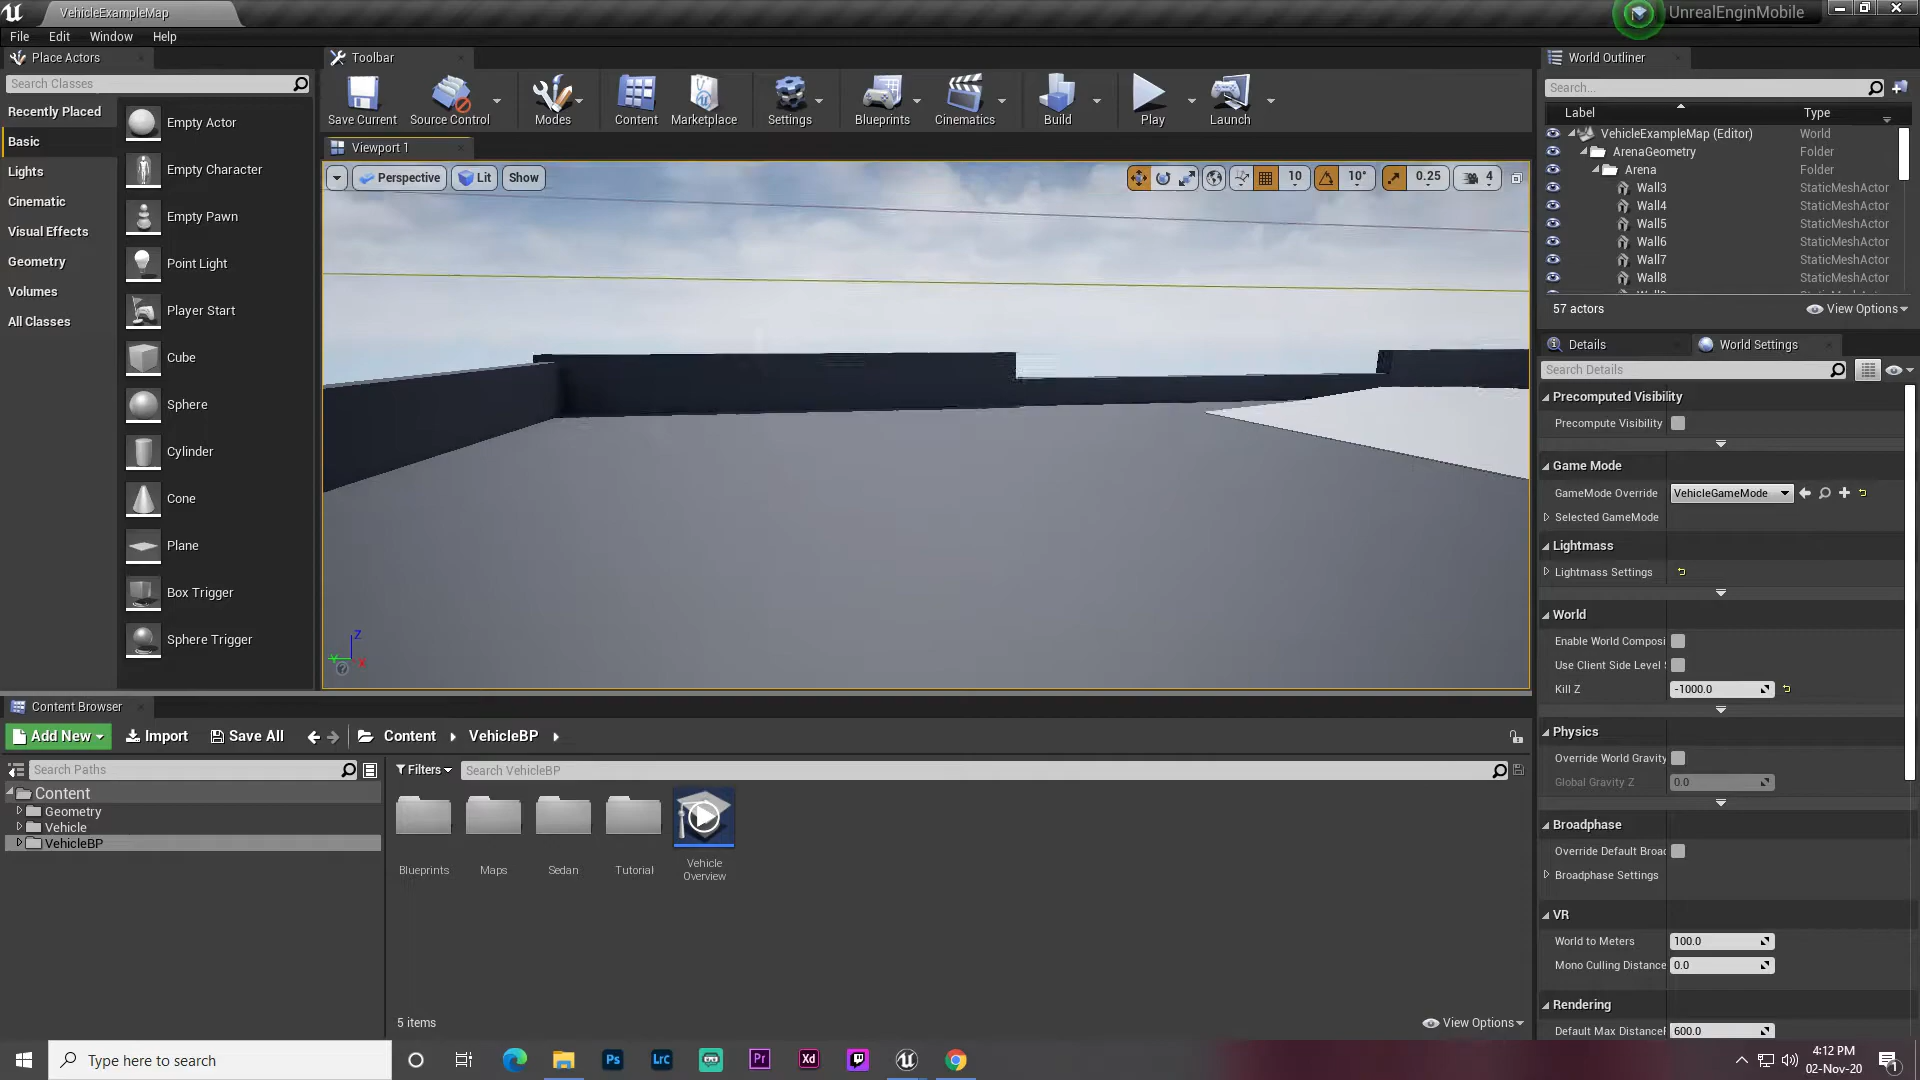 VehicleExampleMap
UnrealEnginMobile
File Edit Window Help
Place Actors
Search Classes
Recently Placed
Basic
Lights
Cinematic
Visual Effects
Geometry
Volumes
All Classes
Empty Actor
Empty Character
Empty Pawn
Point Light
Player Start
Cube
Sphere
Cylinder
Cone
Plane
Box Trigger
Sphere Trigger
Toolbar
Save Current
Source Control
Modes
Content
Marketplace
Settings
Blueprints
Cinematics
Build
Play
Launch
Viewport 1
Perspective Lit Show
10 10° 0.25 4
Z
Y X
World Outliner
Search...
Label Type
VehicleExampleMap (Editor) World
ArenaGeometry Folder
Arena Folder
Wall3 StaticMeshActor
Wall4 StaticMeshActor
Wall5 StaticMeshActor
Wall6 StaticMeshActor
Wall7 StaticMeshActor
Wall8 StaticMeshActor
57 actors View Options
Details World Settings
Search Details
Precomputed Visibility
Precompute Visibility
Game Mode
GameMode Override VehicleGameMode
Selected GameMode
Lightmass
Lightmass Settings
World
Enable World Composi
Use Client Side Level
Kill Z -1000.0
Physics
Override World Gravity
Global Gravity Z 0.0
Broadphase
Override Default Broad
Broadphase Settings
VR
World to Meters 100.0
Mono Culling Distance 0.0
Rendering
Default Max Distance 600.0
Content Browser
Add New Import Save All Content VehicleBP
Search Paths
Content
Geometry
Vehicle
VehicleBP
Filters Search VehicleBP
Blueprints
Maps
Sedan
Tutorial
Vehicle
Overview
5 items View Options
Type here to search
Ps Lrc Pr Xd
4:12 PM
02-Nov-20
1